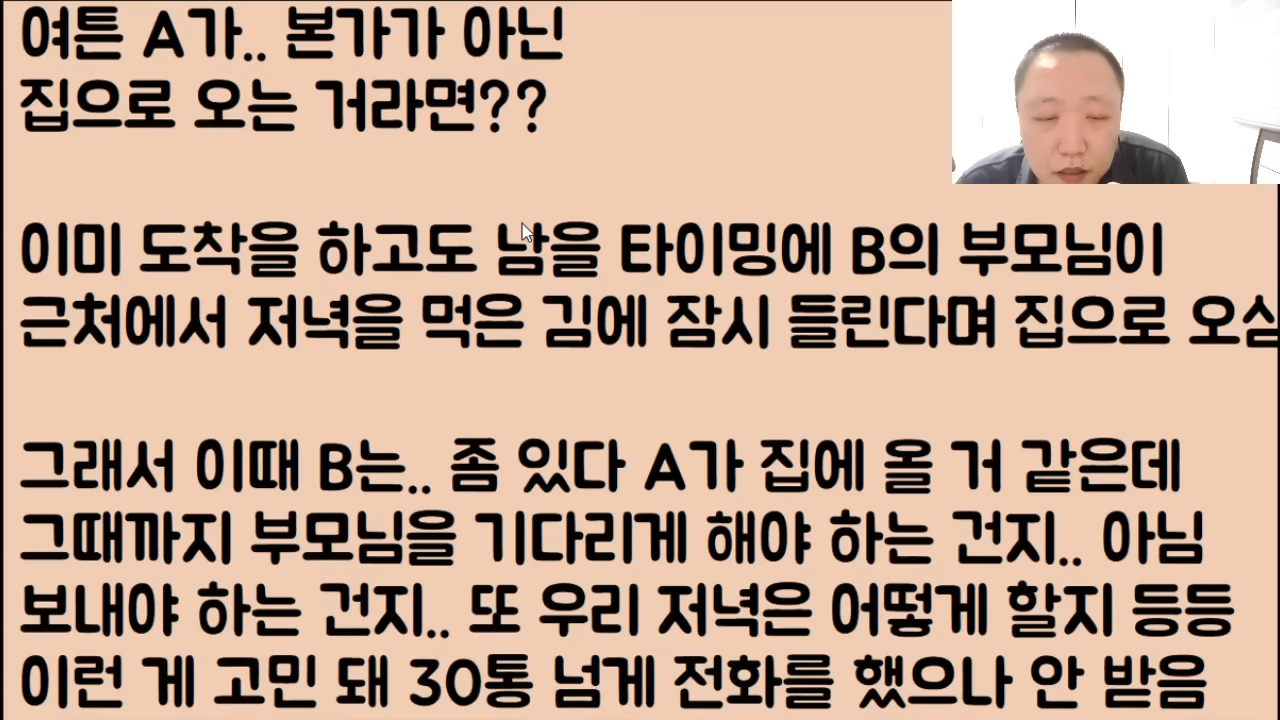 여튼 A가.. 본가가 아닌
집으로 오는 거라면??
이미 도착을 하고도 남을 타이밍에 B의 부모님이
근처에서 저녁을 먹은 김에 잠시 들린다며 집으로 오심
그래서 이때 B는.. 좀 있다 A가 집에 올 거 같은데
그때까지 부모님을 기다리게 해야 하는 건지.. 아님
보내야 하는 건지.. 또 우리 저녁은 어떻게 할지 등등
이런 게 고민 돼 30통 넘게 전화를 했으나 안 받음